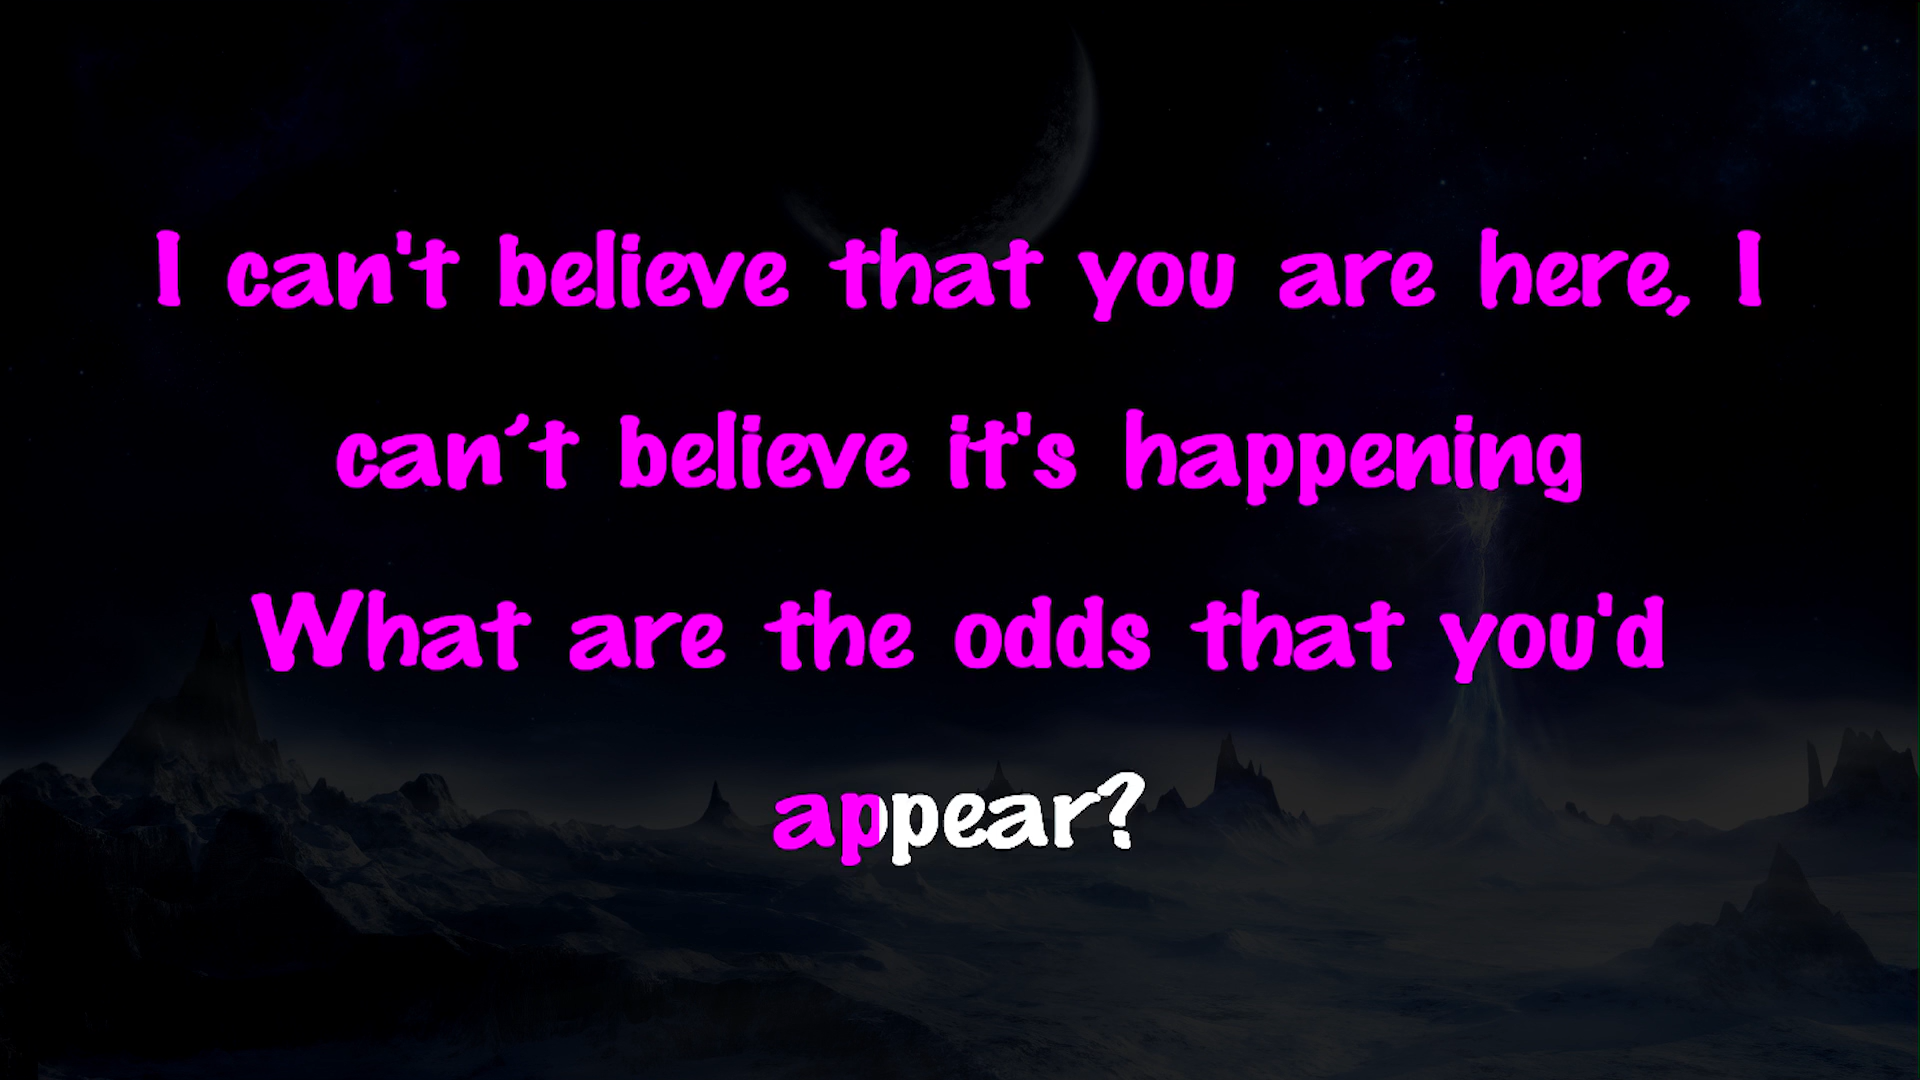 I can't believe that you are here, I
can’t believe it's happening
What are the odds that you'd
appear?